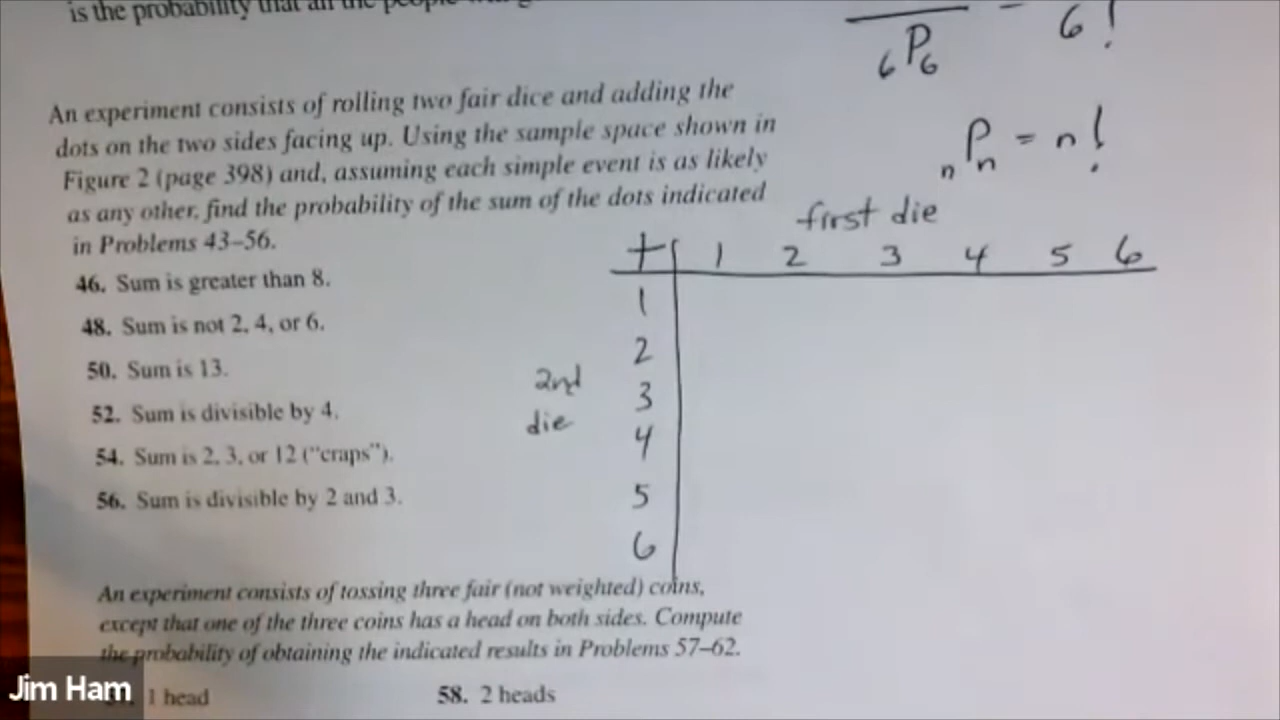 is the probability that all the people
6P6 = 6!
An experiment consists of rolling two fair dice and adding the
dots on the two sides facing up. Using the sample space shown in
Figure 2 (page 398) and, assuming each simple event is as likely
as any other, find the probability of the sum of the dots indicated
in Problems 43–56.
nPn = n!
first die
+ 1 2 3 4 5 6
1
2
3
4
5
6
2nd
die
46. Sum is greater than 8.
48. Sum is not 2, 4, or 6.
50. Sum is 13.
52. Sum is divisible by 4.
54. Sum is 2, 3, or 12 ("craps").
56. Sum is divisible by 2 and 3.
An experiment consists of tossing three fair (not weighted) coins,
except that one of the three coins has a head on both sides. Compute
the probability of obtaining the indicated results in Problems 57–62.
1 head
58. 2 heads
Jim Ham